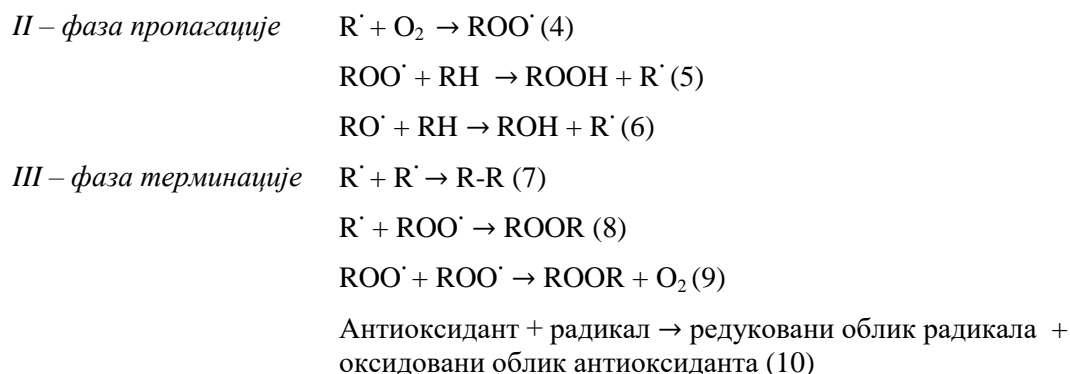 II – фаза пропагације R˙ + O₂ → ROO˙ (4)
ROO˙ + RH → ROOH + R˙ (5)
RO˙ + RH → ROH + R˙ (6)
III – фаза терминације R˙ + R˙ → R-R (7)
R˙ + ROO˙ → ROOR (8)
ROO˙ + ROO˙ → ROOR + O₂ (9)
Антиоксидант + радикал → редуковани облик радикала +
оксидовани облик антиоксиданта (10)